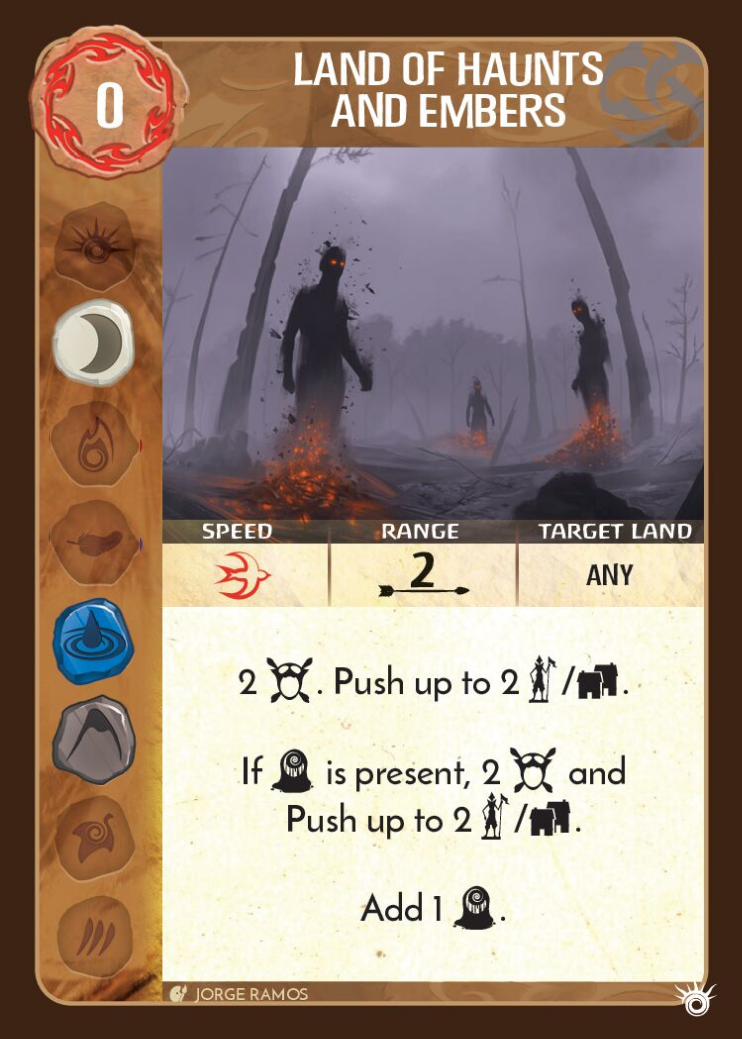 0
LAND OF HAUNTS
AND EMBERS
SPEED
RANGE
TARGET LAND
2
ANY
2 . Push up to 2 / .
If is present, 2 and
Push up to 2 / .
Add 1 .
JORGE RAMOS